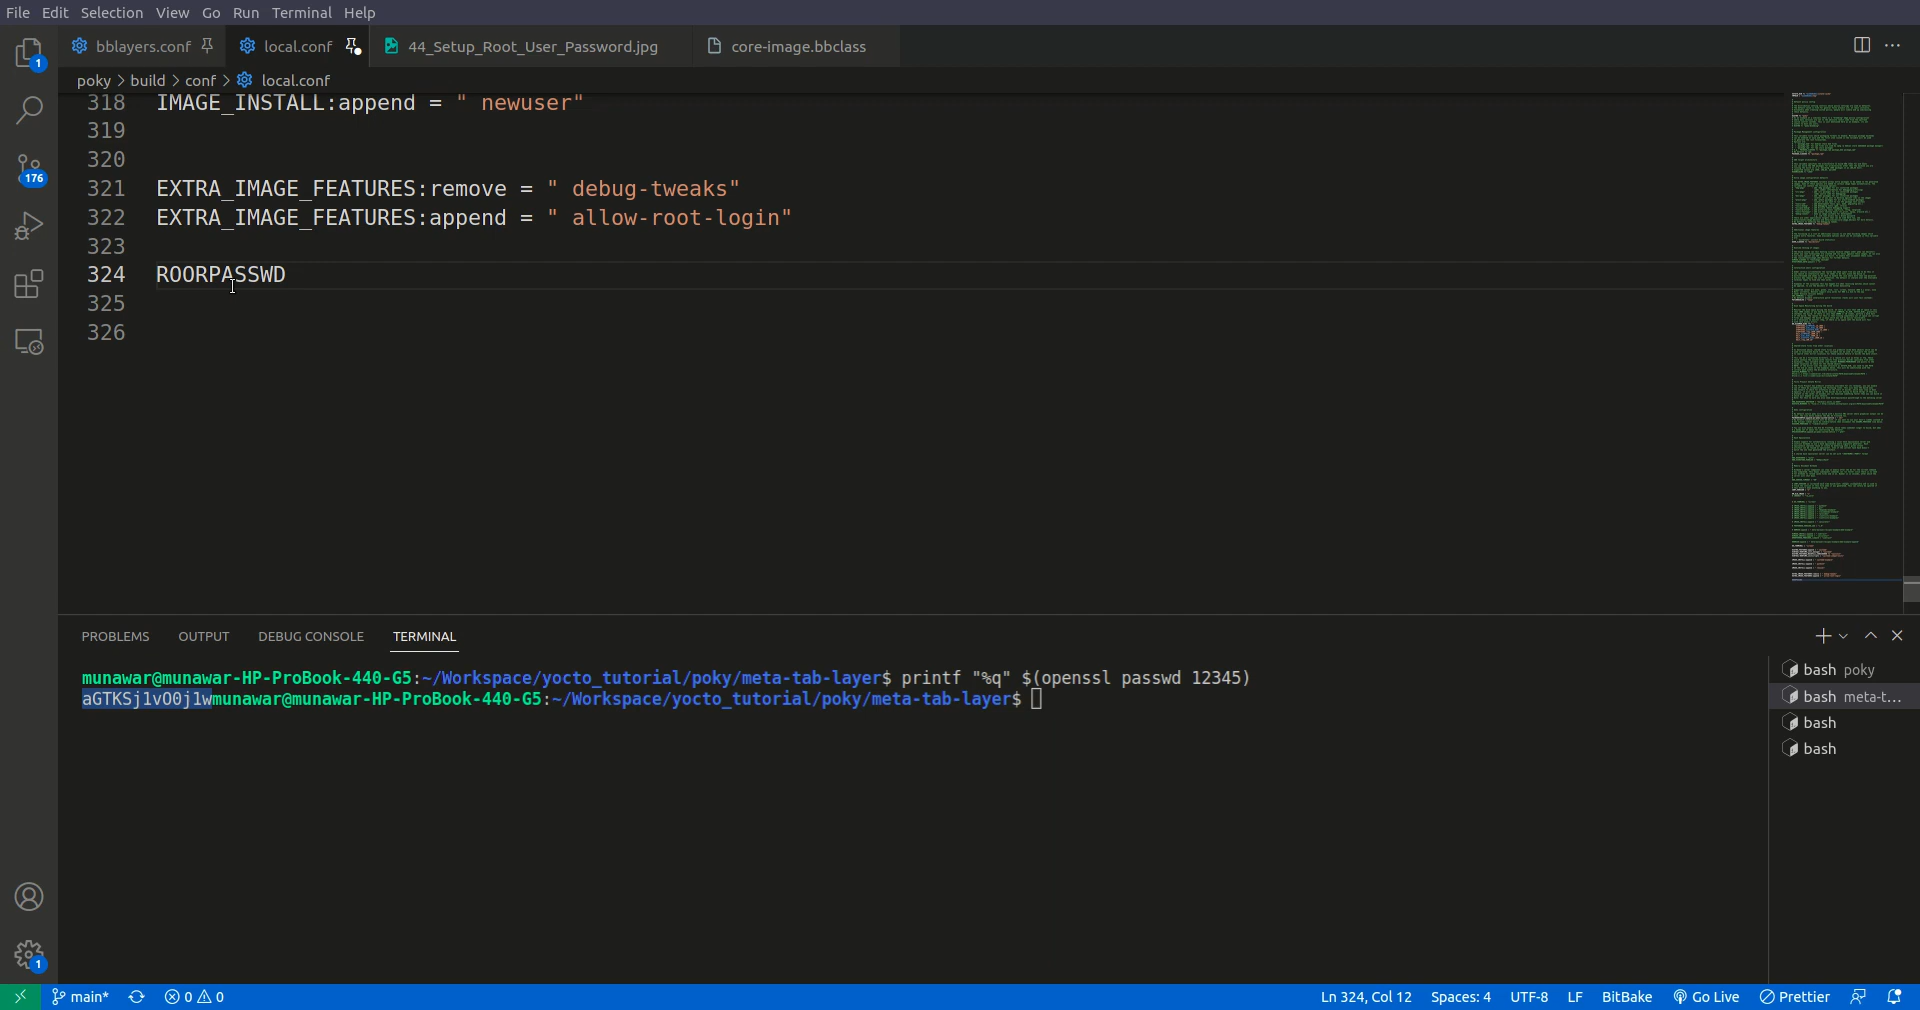 File Edit Selection View Go Run Terminal Help
bblayers.conf local.conf 44_Setup_Root_User_Password.jpg core-image.bbclass
poky > build > conf > local.conf
318 IMAGE_INSTALL:append = " newuser"
319
320
321 EXTRA_IMAGE_FEATURES:remove = " debug-tweaks"
322 EXTRA_IMAGE_FEATURES:append = " allow-root-login"
323
324 ROORPASSWD
325
326
1
176
PROBLEMS OUTPUT DEBUG CONSOLE TERMINAL
munawar@munawar-HP-ProBook-440-G5:~/Workspace/yocto_tutorial/poky/meta-tab-layer$ printf "%q" $(openssl passwd 12345)
aGTKSj1vO0j1wmunawar@munawar-HP-ProBook-440-G5:~/Workspace/yocto_tutorial/poky/meta-tab-layer$
bash poky
bash meta-t...
bash
bash
1
main* 0 0 Ln 324, Col 12 Spaces: 4 UTF-8 LF BitBake Go Live Prettier